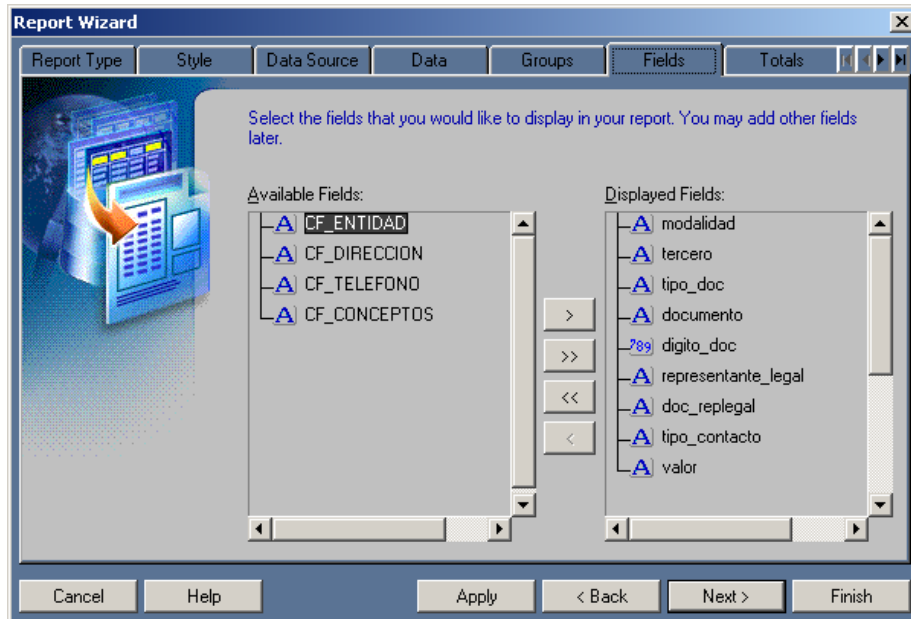 Report Wizard
Report Type Style Data Source Data Groups Fields Totals
Select the fields that you would like to display in your report. You may add other fields
later.
Available Fields:
CF_ENTIDAD
CF_DIRECCION
CF_TELEFONO
CF_CONCEPTOS
>
>>
<<
<
Displayed Fields:
modalidad
tercero
tipo_doc
documento
digito_doc
representante_legal
doc_replegal
tipo_contacto
valor
Cancel Help Apply < Back Next > Finish